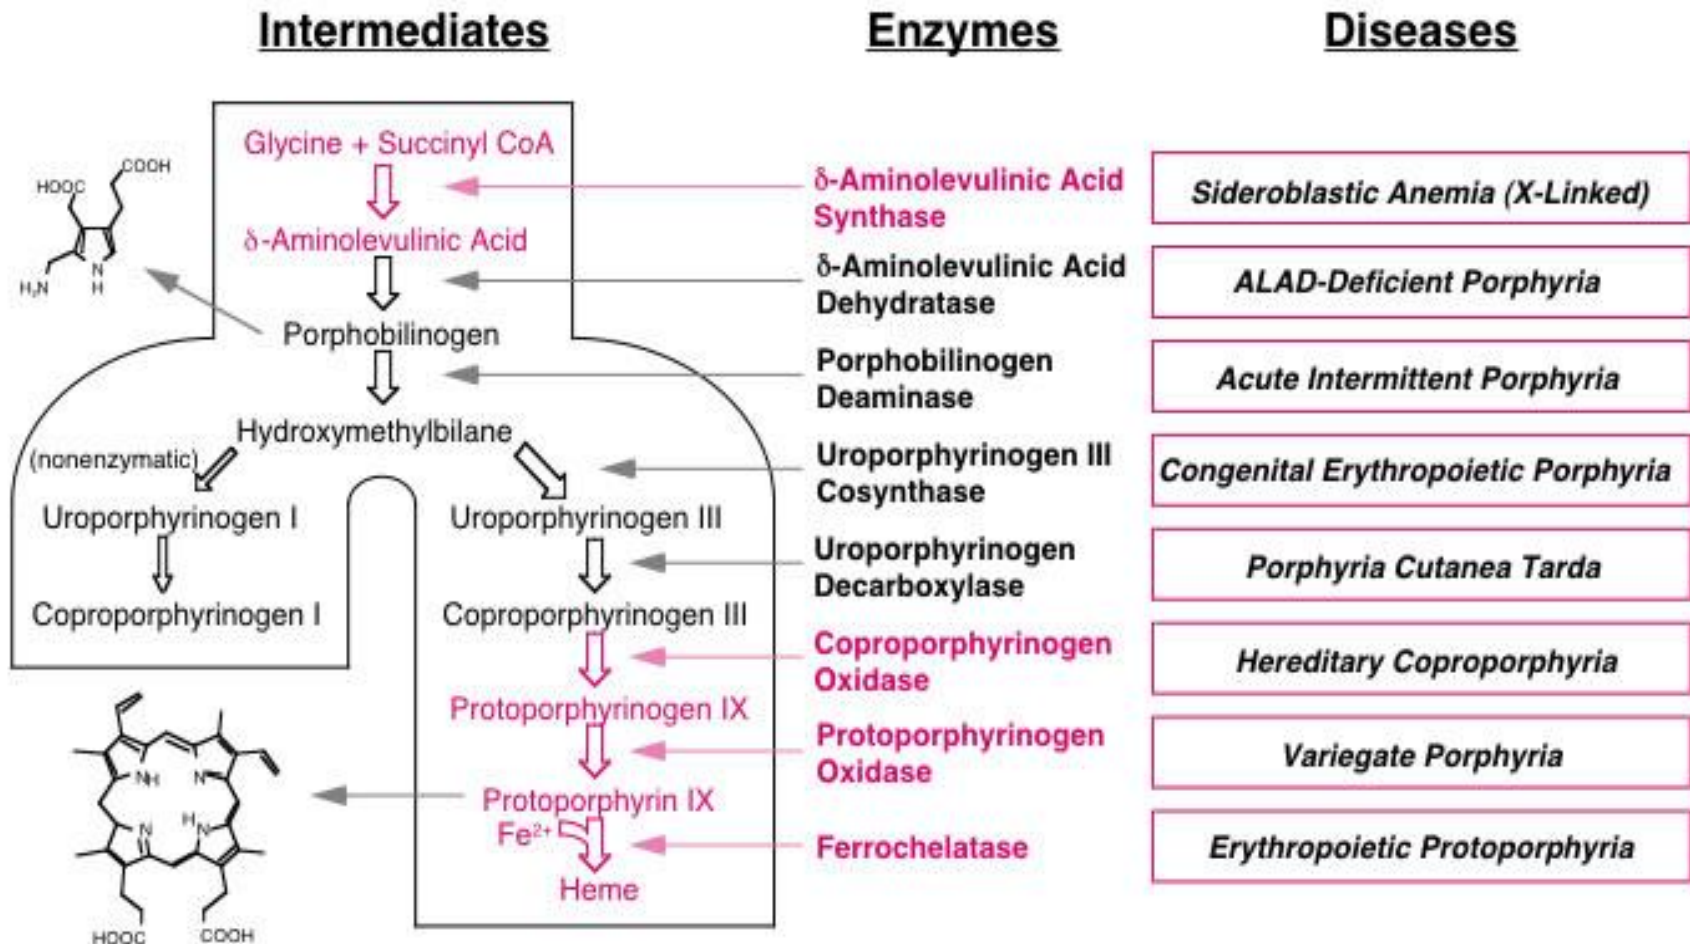 Intermediates
Enzymes
Diseases
Glycine + Succinyl CoA
δ-Aminolevulinic Acid
Synthase
Sideroblastic Anemia (X-Linked)
COOH
HOOC
N
H
H₂N
δ-Aminolevulinic Acid
δ-Aminolevulinic Acid
Dehydratase
ALAD-Deficient Porphyria
Porphobilinogen
Porphobilinogen
Deaminase
Acute Intermittent Porphyria
Hydroxymethylbilane
(nonenzymatic)
Uroporphyrinogen III
Cosynthase
Congenital Erythropoietic Porphyria
Uroporphyrinogen I
Uroporphyrinogen III
Uroporphyrinogen
Decarboxylase
Porphyria Cutanea Tarda
Coproporphyrinogen I
Coproporphyrinogen III
Coproporphyrinogen
Oxidase
Hereditary Coproporphyria
Protoporphyrinogen IX
Protoporphyrinogen
Oxidase
Variegate Porphyria
NH
N
N
H
N
HOOC
COOH
Protoporphyrin IX
Fe²⁺
Ferrochelatase
Erythropoietic Protoporphyria
Heme